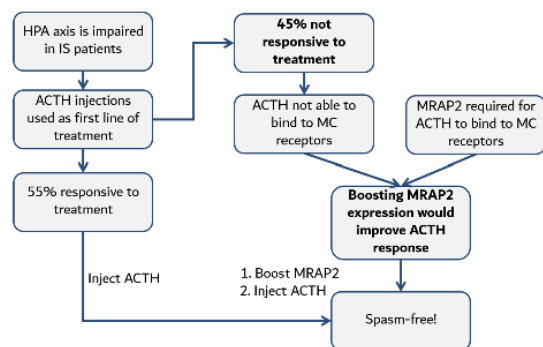 HPA axis is impaired
in IS patients
45% not
responsive to
treatment
ACTH injections
used as first line of
treatment
ACTH not able to
bind to MC
receptors
MRAP2 required for
ACTH to bind to MC
receptors
55% responsive to
treatment
Boosting MRAP2
expression would
improve ACTH
response
Inject ACTH
1. Boost MRAP2
2. Inject ACTH
Spasm-free!